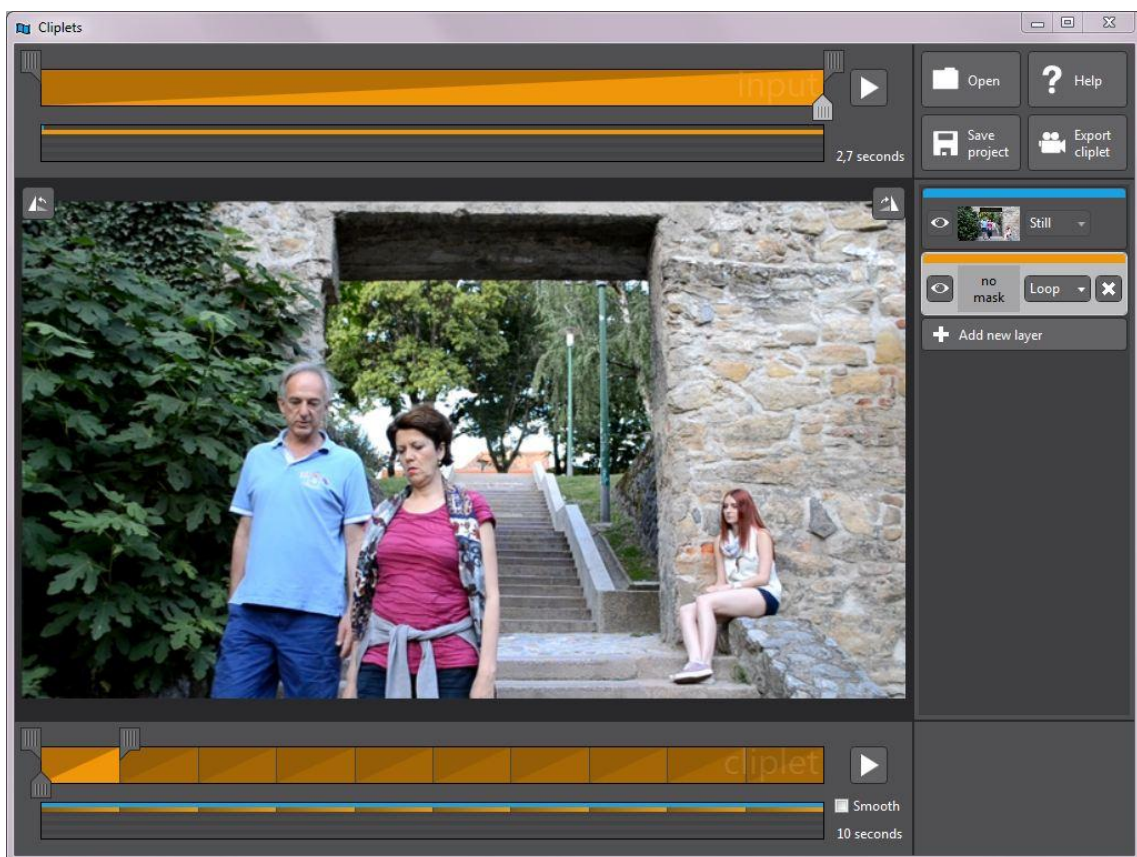 Cliplets
input
2,7 seconds
Open
Help
Save
project
Export
cliplet
Still
no
mask
Loop
Add new layer
cliplet
Smooth
10 seconds